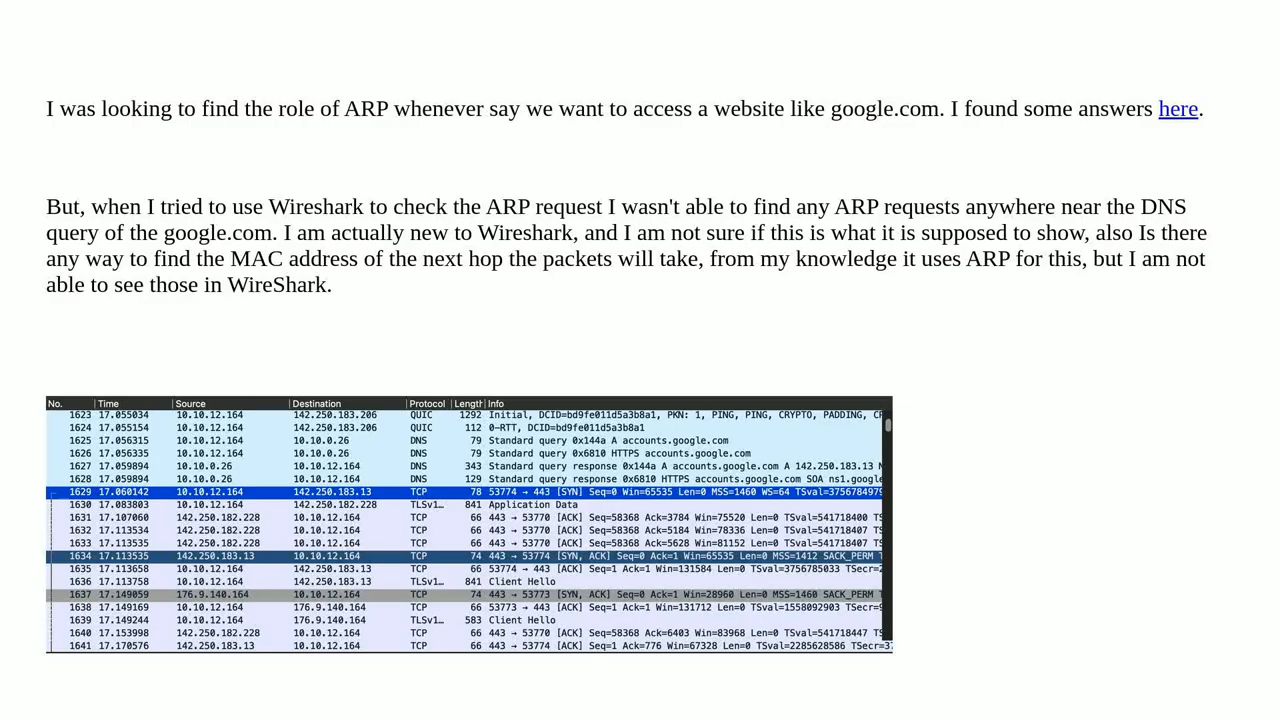 I was looking to find the role of ARP whenever say we want to access a website like google.com. I found some answers here.
But, when I tried to use Wireshark to check the ARP request I wasn't able to find any ARP requests anywhere near the DNS
query of the google.com. I am actually new to Wireshark, and I am not sure if this is what it is supposed to show, also Is there
any way to find the MAC address of the next hop the packets will take, from my knowledge it uses ARP for this, but I am not
able to see those in WireShark.
No. Time Source Destination Protocol Length Info
1623 17.055034 10.10.12.164 142.250.183.206 QUIC 1292 Initial, DCID=bd9fe011d5a3b8a1, PKN: 1, PING, PING, CRYPTO, PADDING, CR
1624 17.055154 10.10.12.164 142.250.183.206 QUIC 112 0-RTT, DCID=bd9fe011d5a3b8a1
1625 17.056315 10.10.12.164 10.10.0.26 DNS 79 Standard query 0x144a A accounts.google.com
1626 17.056335 10.10.12.164 10.10.0.26 DNS 79 Standard query 0x6810 HTTPS accounts.google.com
1627 17.059894 10.10.0.26 10.10.12.164 DNS 343 Standard query response 0x144a A accounts.google.com A 142.250.183.13 N
1628 17.059894 10.10.0.26 10.10.12.164 DNS 129 Standard query response 0x6810 HTTPS accounts.google.com SOA ns1.google
1629 17.060142 10.10.12.164 142.250.183.13 TCP 78 53774 → 443 [SYN] Seq=0 Win=65535 Len=0 MSS=1460 WS=64 TSval=3756784979
1630 17.083803 10.10.12.164 142.250.182.228 TLSv1… 841 Application Data
1631 17.107060 142.250.182.228 10.10.12.164 TCP 66 443 → 53770 [ACK] Seq=58368 Ack=3784 Win=75520 Len=0 TSval=541718400 TS
1632 17.113534 142.250.182.228 10.10.12.164 TCP 66 443 → 53770 [ACK] Seq=58368 Ack=5184 Win=78336 Len=0 TSval=541718407 TS
1633 17.113535 142.250.182.228 10.10.12.164 TCP 66 443 → 53770 [ACK] Seq=58368 Ack=5628 Win=81152 Len=0 TSval=541718407 TS
1634 17.113535 142.250.183.13 10.10.12.164 TCP 74 443 → 53774 [SYN, ACK] Seq=0 Ack=1 Win=65535 Len=0 MSS=1412 SACK_PERM T
1635 17.113658 10.10.12.164 142.250.183.13 TCP 66 53774 → 443 [ACK] Seq=1 Ack=1 Win=131584 Len=0 TSval=3756785033 TSecr=2
1636 17.113758 10.10.12.164 142.250.183.13 TLSv1… 841 Client Hello
1637 17.149059 176.9.140.164 10.10.12.164 TCP 74 443 → 53773 [SYN, ACK] Seq=0 Ack=1 Win=28960 Len=0 MSS=1460 SACK_PERM T
1638 17.149169 10.10.12.164 176.9.140.164 TCP 66 53773 → 443 [ACK] Seq=1 Ack=1 Win=131712 Len=0 TSval=1558092903 TSecr=9
1639 17.149244 10.10.12.164 176.9.140.164 TLSv1… 583 Client Hello
1640 17.153998 142.250.182.228 10.10.12.164 TCP 66 443 → 53770 [ACK] Seq=58368 Ack=6403 Win=83968 Len=0 TSval=541718447 TS
1641 17.170576 142.250.183.13 10.10.12.164 TCP 66 443 → 53774 [ACK] Seq=1 Ack=776 Win=67328 Len=0 TSval=2285628586 TSecr=37